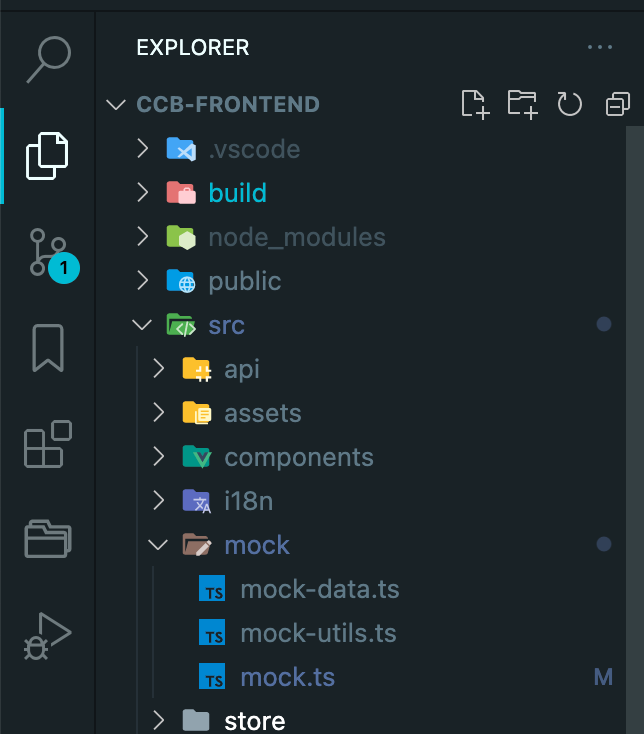 EXPLORER
CCB-FRONTEND
.vscode
build
node_modules
public
1
src
api
assets
components
i18n
mock
TS mock-data.ts
TS mock-utils.ts
TS mock.ts M
store